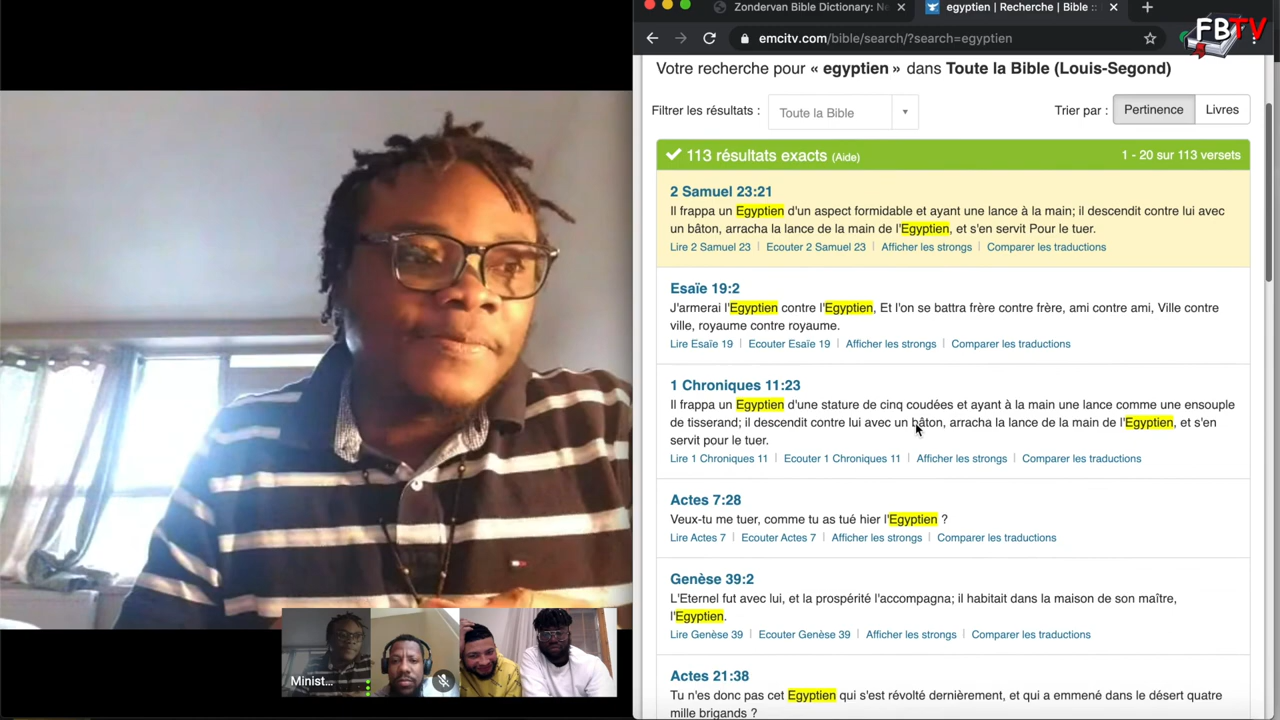 Zondervan Bible Dictionary: Ne
egyptien | Recherche | Bible ::
FBTV
emcitv.com/bible/search/?search=egyptien
Votre recherche pour « egyptien » dans Toute la Bible (Louis-Segond)
Filtrer les résultats : Toute la Bible Trier par : Pertinence Livres
113 résultats exacts (Aide) 1 - 20 sur 113 versets
2 Samuel 23:21
Il frappa un Egyptien d'un aspect formidable et ayant une lance à la main; il descendit contre lui avec
un bâton, arracha la lance de la main de l'Egyptien, et s'en servit Pour le tuer.
Lire 2 Samuel 23 | Ecouter 2 Samuel 23 | Afficher les strongs | Comparer les traductions
Esaïe 19:2
J'armerai l'Egyptien contre l'Egyptien, Et l'on se battra frère contre frère, ami contre ami, Ville contre
ville, royaume contre royaume.
Lire Esaïe 19 | Ecouter Esaïe 19 | Afficher les strongs | Comparer les traductions
1 Chroniques 11:23
Il frappa un Egyptien d'une stature de cinq coudées et ayant à la main une lance comme une ensouple
de tisserand; il descendit contre lui avec un bâton, arracha la lance de la main de l'Egyptien, et s'en
servit pour le tuer.
Lire 1 Chroniques 11 | Ecouter 1 Chroniques 11 | Afficher les strongs | Comparer les traductions
Actes 7:28
Veux-tu me tuer, comme tu as tué hier l'Egyptien ?
Lire Actes 7 | Ecouter Actes 7 | Afficher les strongs | Comparer les traductions
Genèse 39:2
L'Eternel fut avec lui, et la prospérité l'accompagna; il habitait dans la maison de son maître,
l'Egyptien.
Lire Genèse 39 | Ecouter Genèse 39 | Afficher les strongs | Comparer les traductions
Actes 21:38
Tu n'es donc pas cet Egyptien qui s'est révolté dernièrement, et qui a emmené dans le désert quatre
mille brigands ?
Minist...